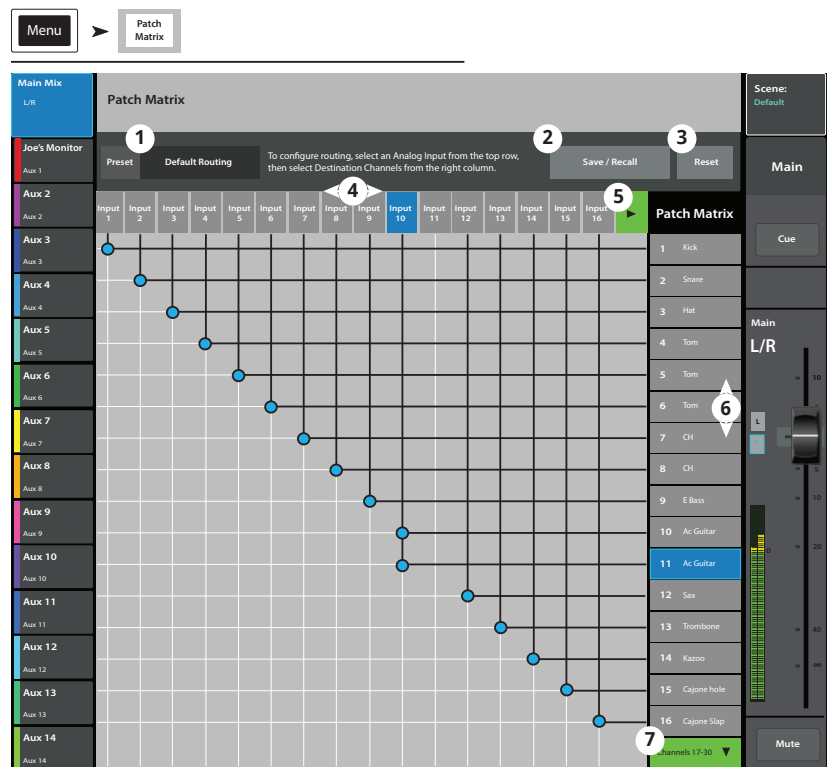 Menu
Patch
Matrix
Main Mix
L/R
Patch Matrix
Scene:
Default
1
2
3
Preset
Default Routing
To configure routing, select an Analog Input from the top row,
then select Destination Channels from the right column.
Save / Recall
Reset
Main
4
5
Input
1
Input
2
Input
3
Input
4
Input
5
Input
6
Input
7
Input
8
Input
9
Input
10
Input
11
Input
12
Input
13
Input
14
Input
15
Input
16
Patch Matrix
Cue
Joe's Monitor
Aux 1
Aux 2
Aux 2
Aux 3
Aux 3
Aux 4
Aux 4
Aux 5
Aux 5
Aux 6
Aux 6
Aux 7
Aux 7
Aux 8
Aux 8
Aux 9
Aux 9
Aux 10
Aux 10
Aux 11
Aux 11
Aux 12
Aux 12
Aux 13
Aux 13
Aux 14
Aux 14
1 Kick
2 Snare
3 Hat
4 Tom
5 Tom
6 Tom
6
7 CH
8 CH
9 E Bass
10 Ac Guitar
11 Ac Guitar
12 Sax
13 Trombone
14 Kazoo
15 Cajone hole
16 Cajone Slap
7
Channels 17-30
Main
L/R
10
L
5
10
0
20
40
∞
Mute